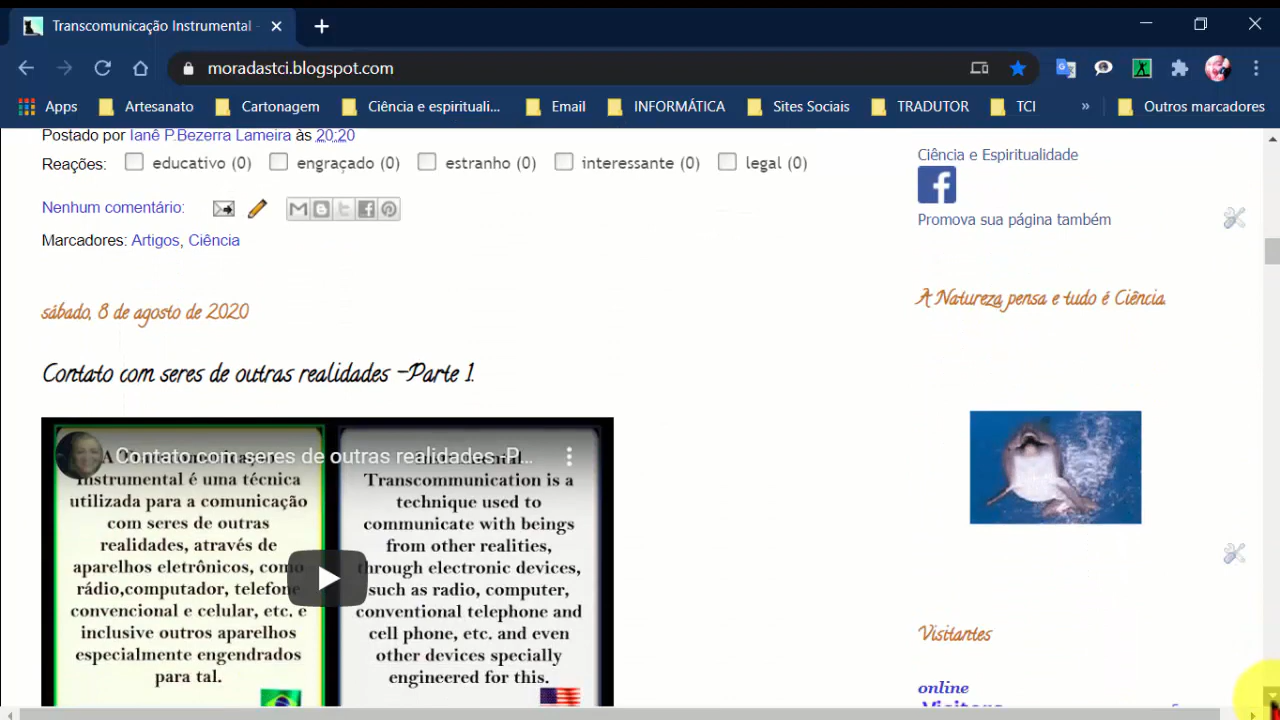 Transcomunicação Instrumental -
moradastci.blogspot.com
Apps
Artesanato
Cartonagem
Ciência e espirituali...
Email
INFORMÁTICA
Sites Sociais
TRADUTOR
TCI
»
Outros marcadores
Postado por Ianê P.Bezerra Lameira às 20:20
Reações: educativo (0) engraçado (0) estranho (0) interessante (0) legal (0)
Nenhum comentário:
Marcadores: Artigos, Ciência
sábado, 8 de agosto de 2020
Contato com seres de outras realidades -Parte 1.
Contato com seres de outras realidades -P...
instrumental é uma técnica
utilizada para a comunicação
com seres de outras
realidades, através de
aparelhos eletrônicos, como
rádio,computador, telefone
convencional e celular, etc. e
inclusive outros aparelhos
especialmente engendrados
para tal.
Transcommunication is a
technique used to
communicate with beings
from other realities,
through electronic devices,
such as radio, computer,
conventional telephone and
cell phone, etc. and even
other devices specially
engineered for this.
Ciência e Espiritualidade
Promova sua página também
A Natureza pensa e tudo é Ciência
Visitantes
online
Visitors